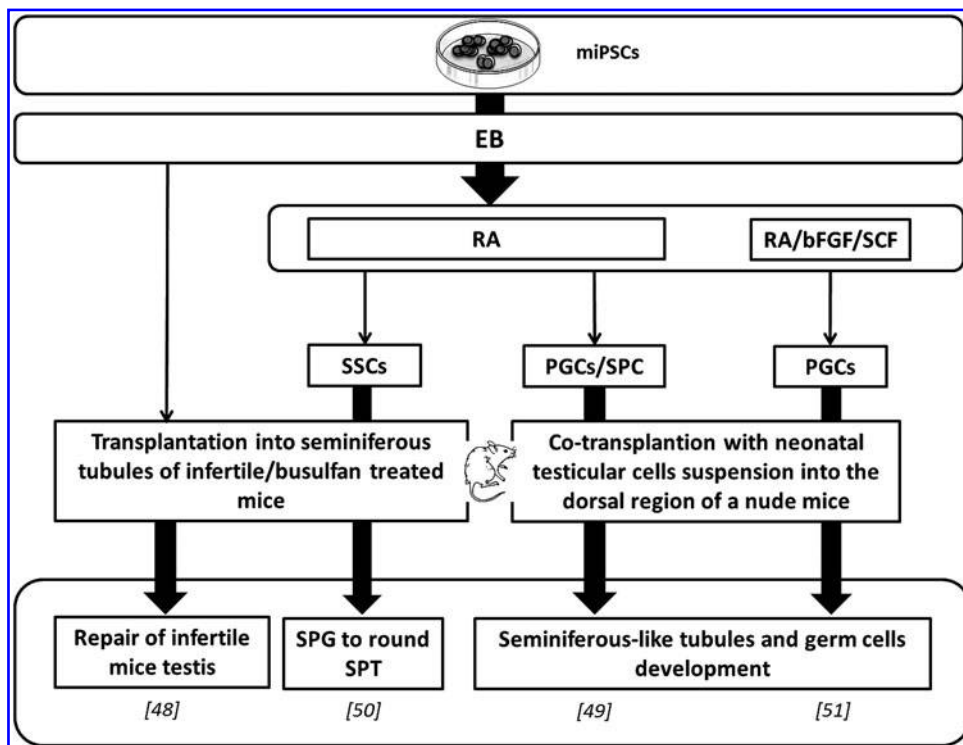 miPSCs
EB
RA
RA/bFGF/SCF
SSCs
PGCs/SPC
PGCs
Transplantation into seminiferous
tubules of infertile/busulfan treated
mice
Co-transplantion with neonatal
testicular cells suspension into the
dorsal region of a nude mice
Repair of infertile
mice testis
SPG to round
SPT
Seminiferous-like tubules and germ cells
development
[48]
[50]
[49]
[51]